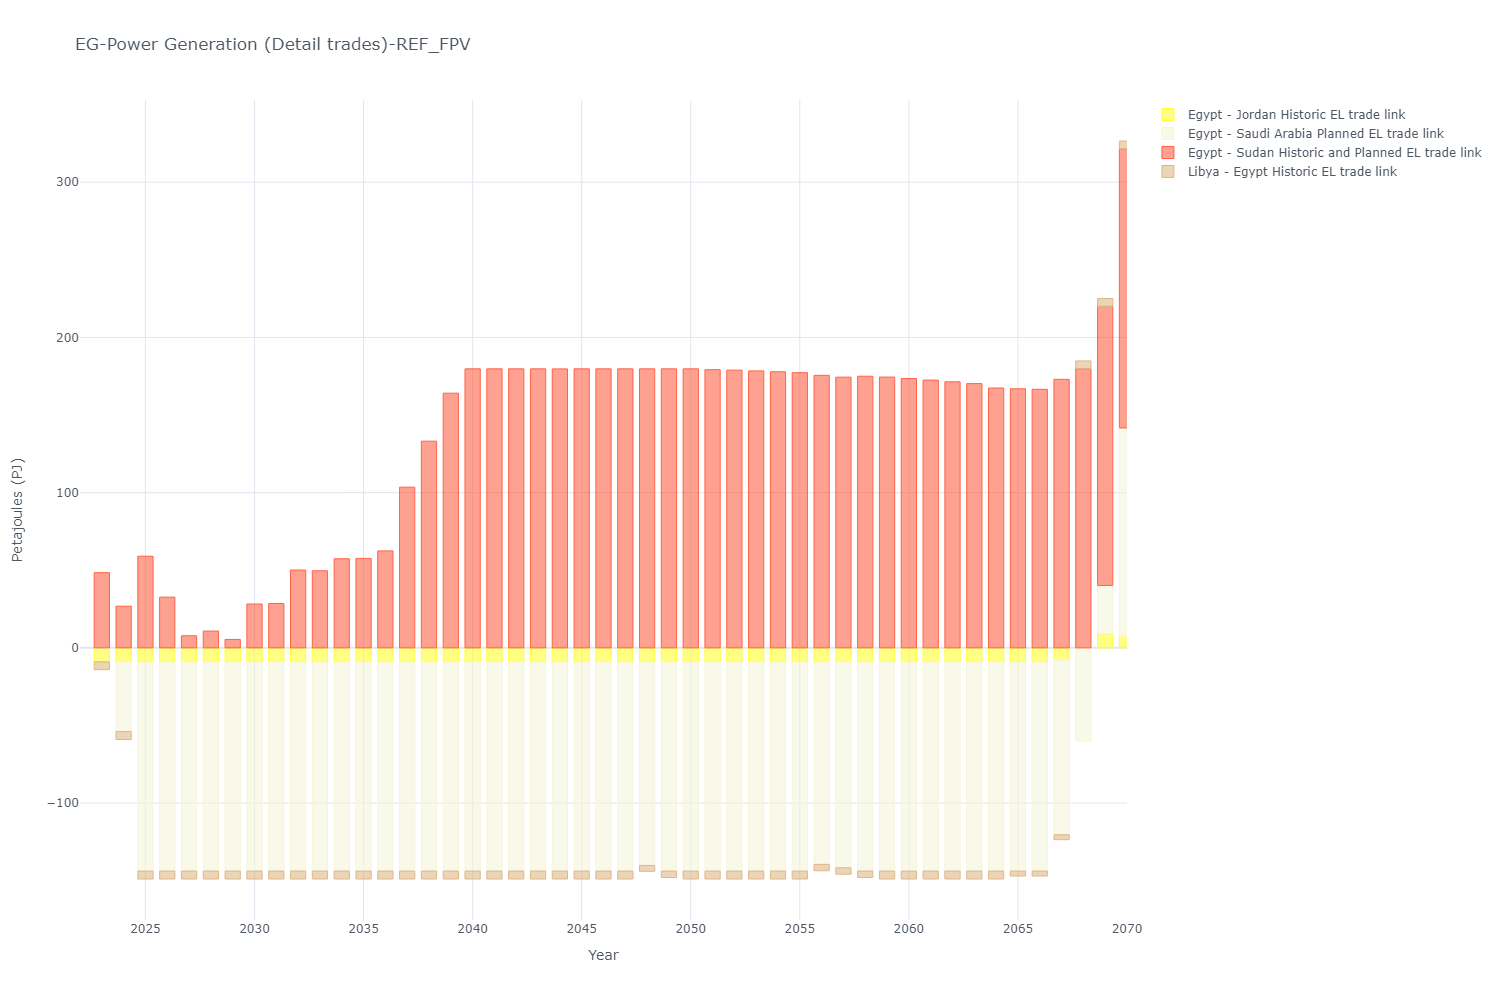 EG-Power Generation (Detail trades)-REF_FPV
Egypt - Jordan Historic EL trade link
Egypt - Saudi Arabia Planned EL trade link
Egypt - Sudan Historic and Planned EL trade link
Libya - Egypt Historic EL trade link
300
200
100
0
−100
Petajoules (PJ)
2025 2030 2035 2040 2045 2050 2055 2060 2065 2070
Year